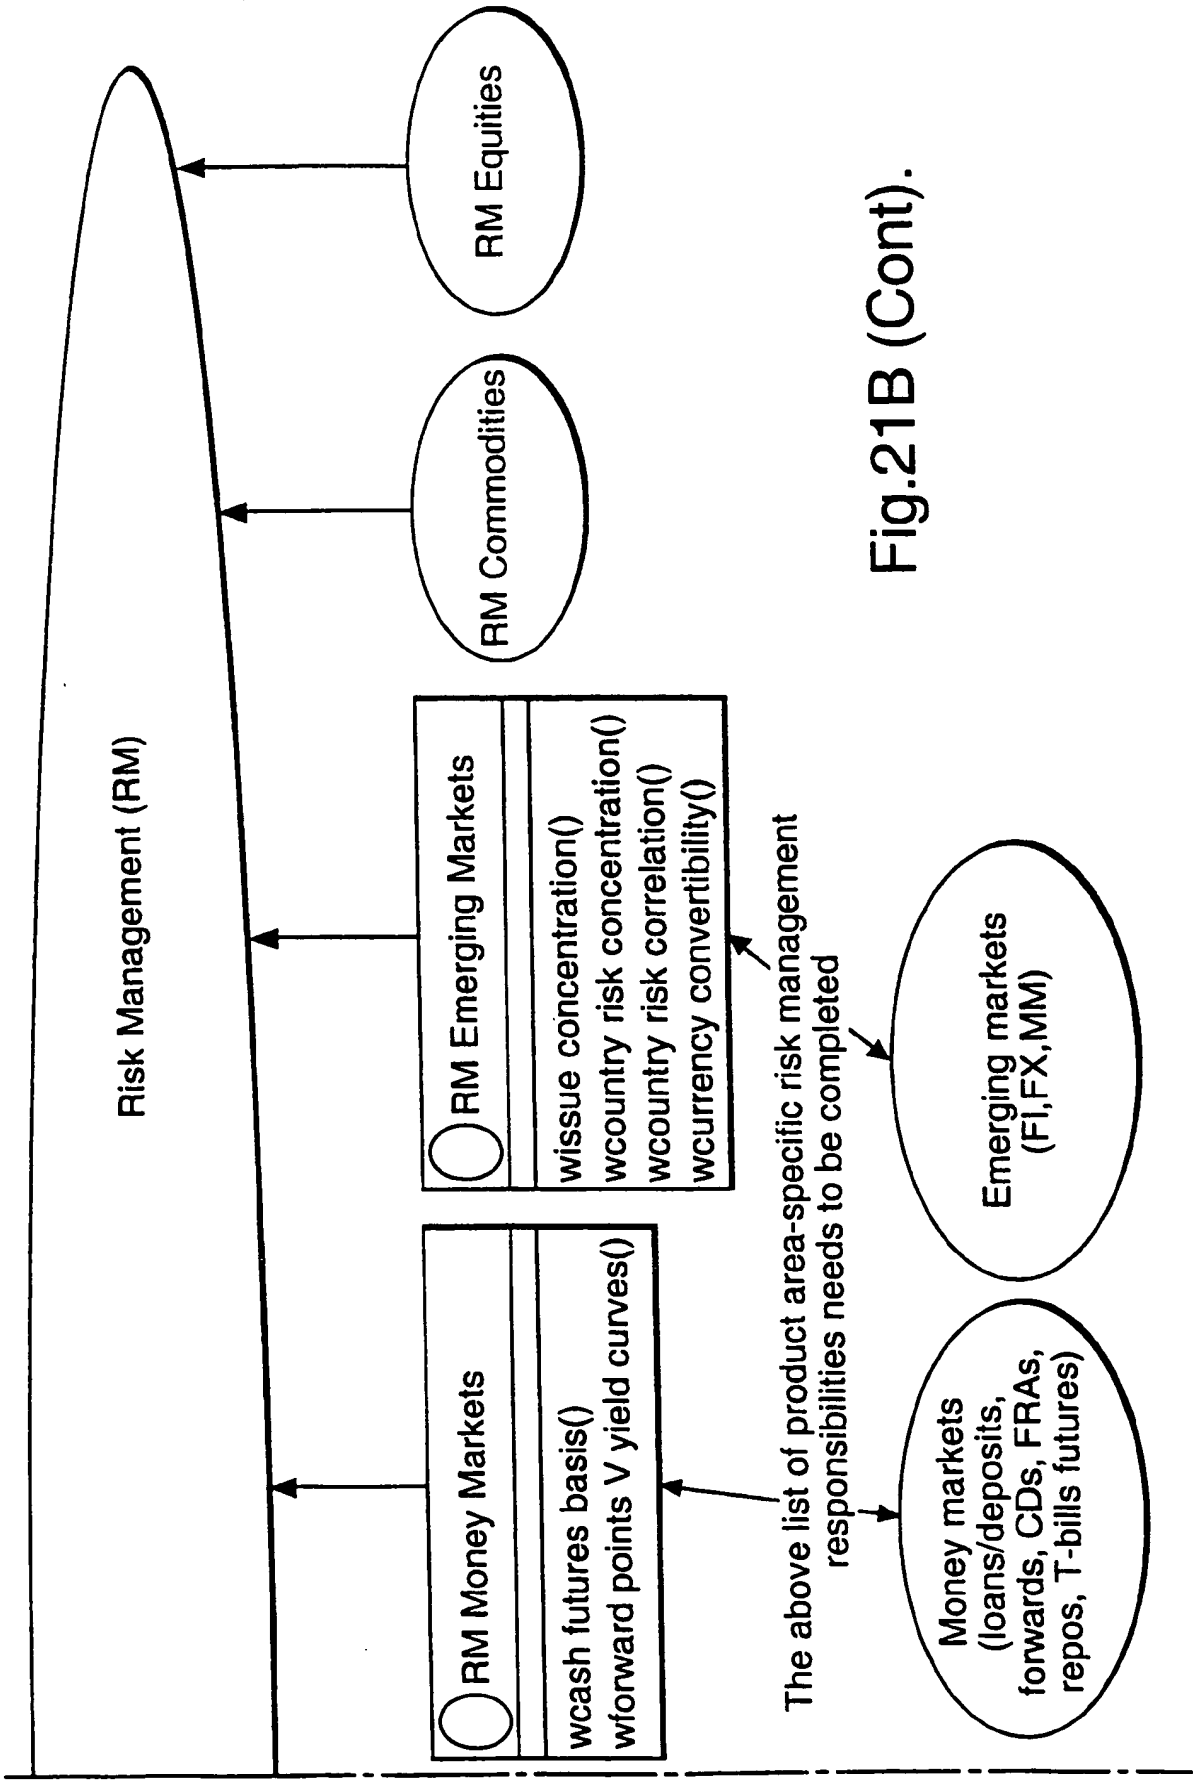 Risk Management (RM)
RM Money Markets
wcash futures basis()
wforward points V yield curves()
RM Emerging Markets
wissue concentration()
wcountry risk concentration()
wcountry risk correlation()
wcurrency convertibility()
RM Commodities
RM Equities
The above list of product area-specific risk management
responsibilities needs to be completed
Money markets
(loans/deposits,
forwards, CDs, FRAs,
repos, T-bills futures)
Emerging markets
(FI,FX,MM)
Fig.21B (Cont).